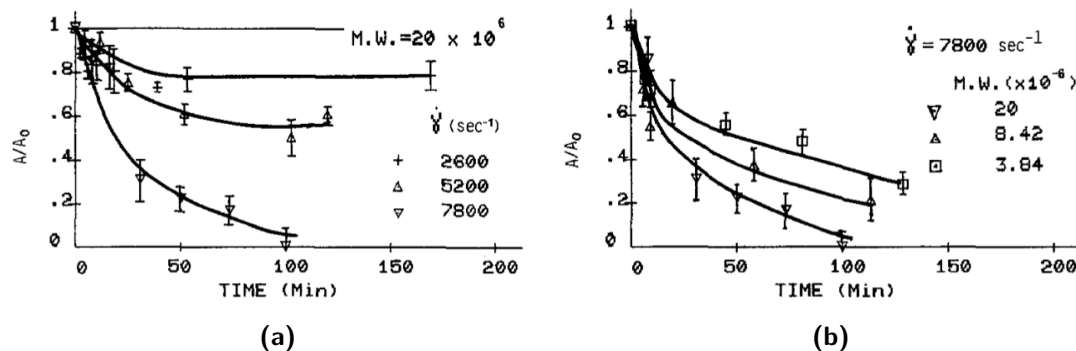 1
.8
.6
.4
.2
0
A/A₀
0 50 100 150 200
TIME (Min)
M.W.=20 x 10⁶
γ̇ (sec⁻¹)
+ 2600
△ 5200
▽ 7800
(a)
1
.8
.6
.4
.2
0
A/A₀
0 50 100 150 200
TIME (Min)
γ̇ = 7800 sec⁻¹
M.W.(x10⁻⁶)
▽ 20
△ 8.42
⊡ 3.84
(b)